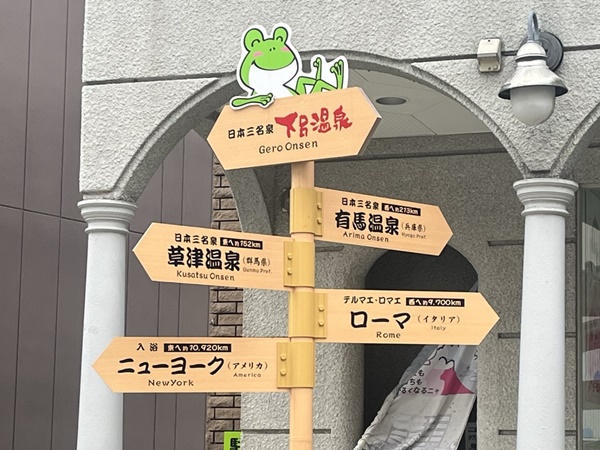 日本三名泉 下呂温泉
Gero Onsen
日本三名泉 西へ約213km
有馬温泉(兵庫県)
Arima Onsen Hyogo Pref.
日本三名泉 東へ約152km
草津温泉(群馬県)
Kusatsu Onsen Gunma Pref.
テルマエ・ロマエ 西へ約9,700km
ローマ(イタリア)
Rome Italy
入浴 東へ約10,920km
ニューヨーク(アメリカ)
NewYork America